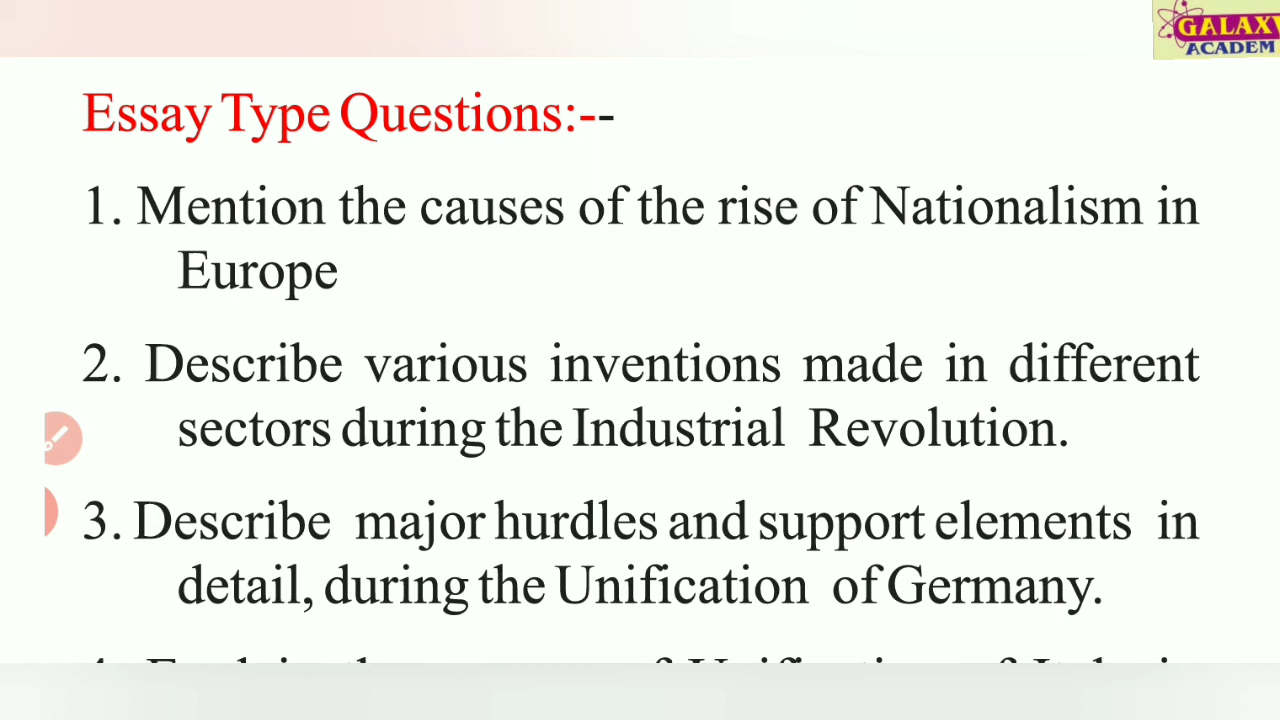 GALAXY
ACADEM
Essay Type Questions:--
1. Mention the causes of the rise of Nationalism in
Europe
2. Describe various inventions made in different
sectors during the Industrial Revolution.
3. Describe major hurdles and support elements in
detail, during the Unification of Germany.